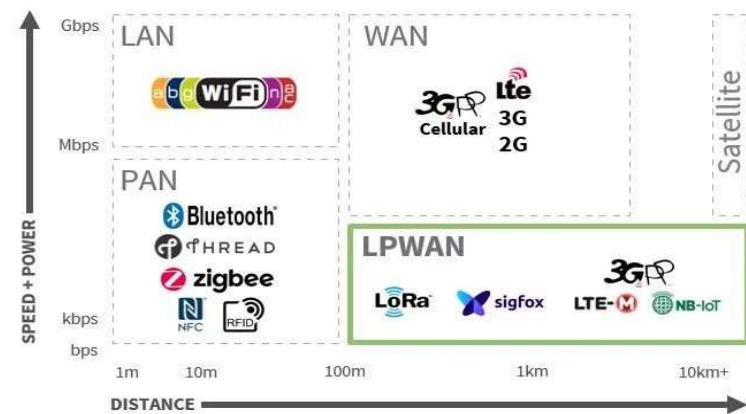 Gbps
LAN
WAN
a b g WiFi n ac
3GPP
Cellular
lte
3G
2G
Satellite
Mbps
PAN
Bluetooth
THREAD
zigbee
NFC
RFID
LPWAN
LoRa
sigfox
3GPP
LTE-M
NB-IoT
SPEED + POWER
kbps
bps
1m 10m 100m 1km 10km+
DISTANCE